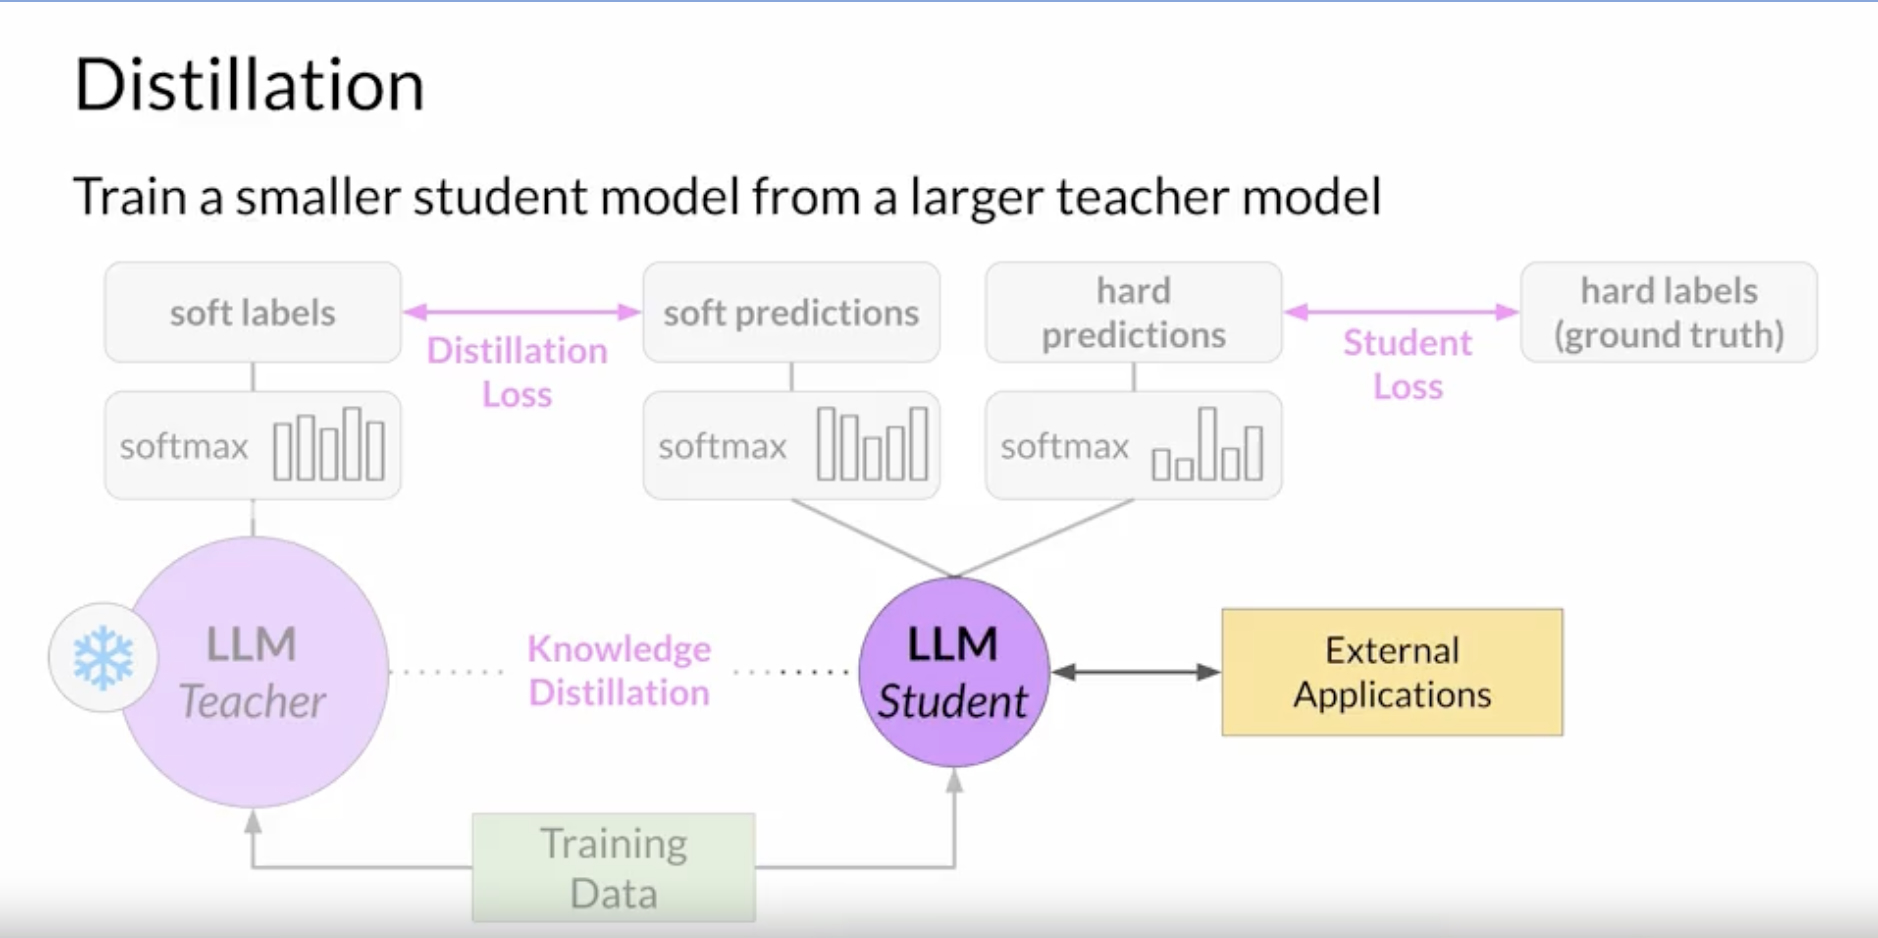 Distillation
Train a smaller student model from a larger teacher model
soft labels
Distillation
Loss
soft predictions
hard
predictions
Student
Loss
hard labels
(ground truth)
softmax
softmax
softmax
LLM
Teacher
Knowledge
Distillation
LLM
Student
External
Applications
Training
Data